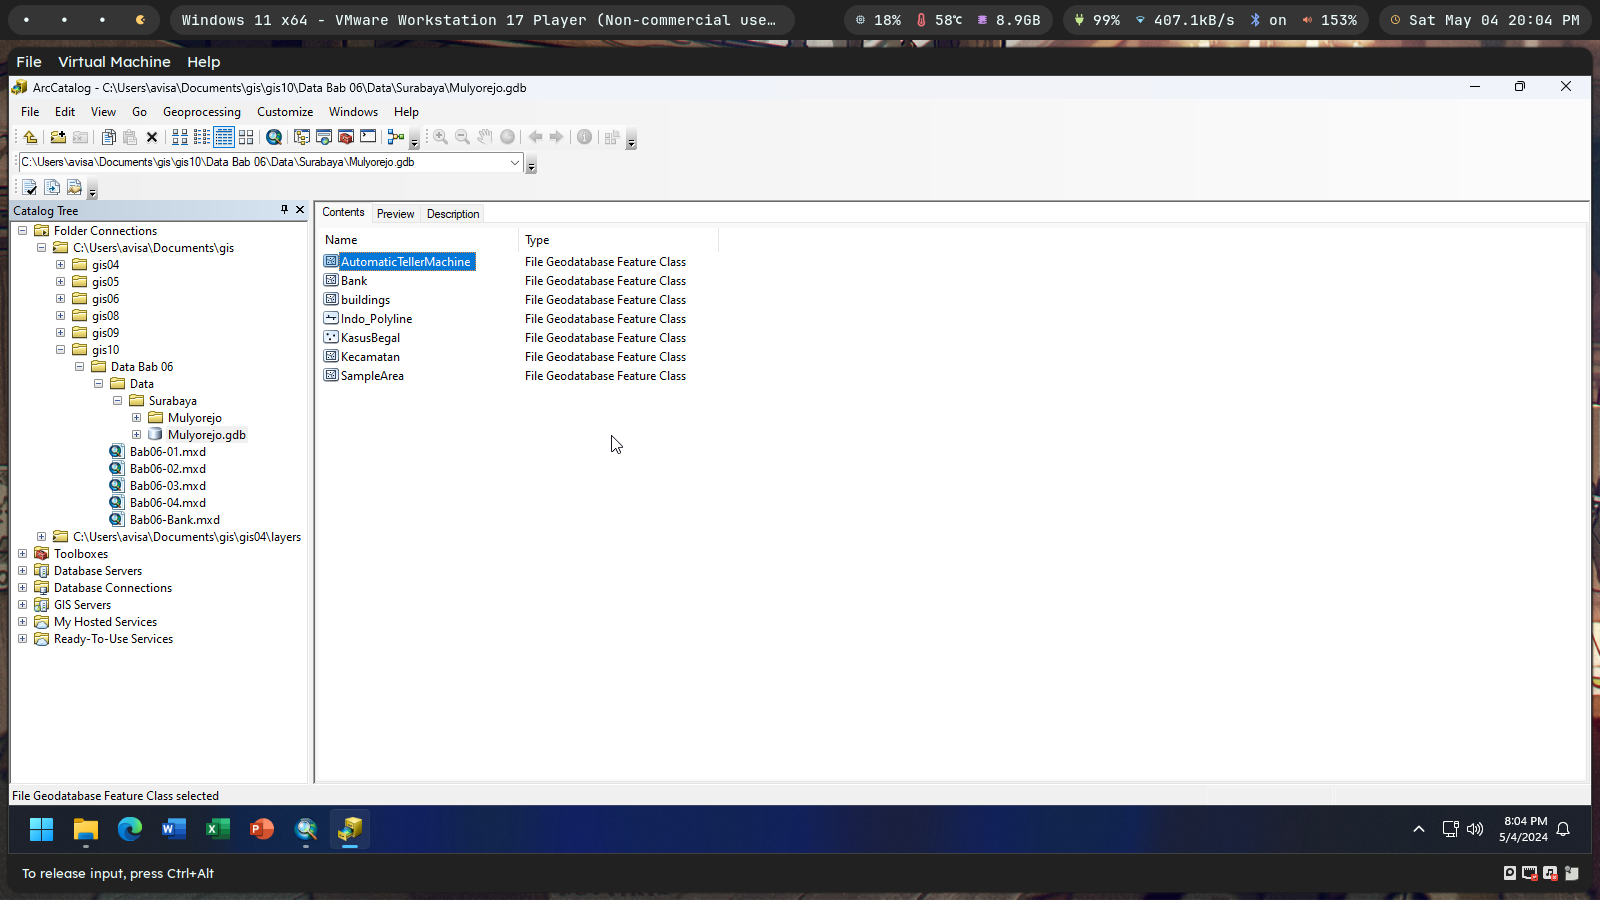 Windows 11 x64 - VMware Workstation 17 Player (Non-commercial use…
18% 58℃ 8.9GB
99% 407.1kB/s on 153%
Sat May 04 20:04 PM
File Virtual Machine Help
ArcCatalog - C:\Users\avisa\Documents\gis\gis10\Data Bab 06\Data\Surabaya\Mulyorejo.gdb
File Edit View Go Geoprocessing Customize Windows Help
C:\Users\avisa\Documents\gis\gis10\Data Bab 06\Data\Surabaya\Mulyorejo.gdb
Catalog Tree
Folder Connections
C:\Users\avisa\Documents\gis
gis04
gis05
gis06
gis08
gis09
gis10
Data Bab 06
Data
Surabaya
Mulyorejo
Mulyorejo.gdb
Bab06-01.mxd
Bab06-02.mxd
Bab06-03.mxd
Bab06-04.mxd
Bab06-Bank.mxd
C:\Users\avisa\Documents\gis\gis04\layers
Toolboxes
Database Servers
Database Connections
GIS Servers
My Hosted Services
Ready-To-Use Services
Contents Preview Description
Name Type
AutomaticTellerMachine File Geodatabase Feature Class
Bank File Geodatabase Feature Class
buildings File Geodatabase Feature Class
Indo_Polyline File Geodatabase Feature Class
KasusBegal File Geodatabase Feature Class
Kecamatan File Geodatabase Feature Class
SampleArea File Geodatabase Feature Class
File Geodatabase Feature Class selected
8:04 PM
5/4/2024
To release input, press Ctrl+Alt